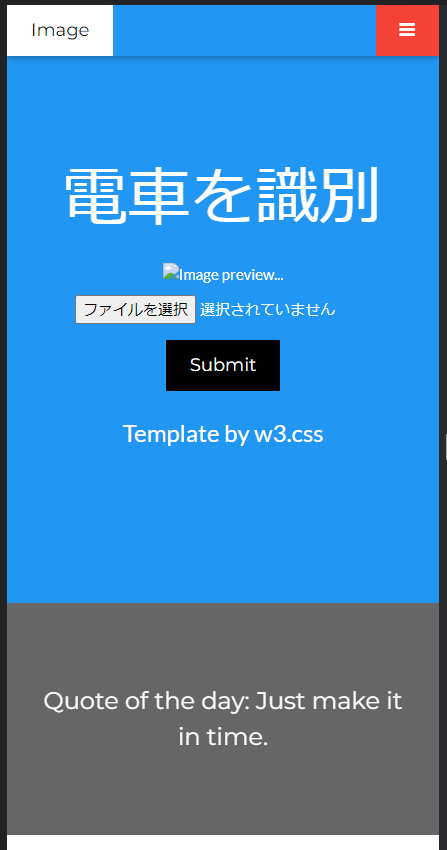 Image
電車を識別
Image preview...
ファイルを選択 選択されていません
Submit
Template by w3.css
Quote of the day: Just make it
in time.